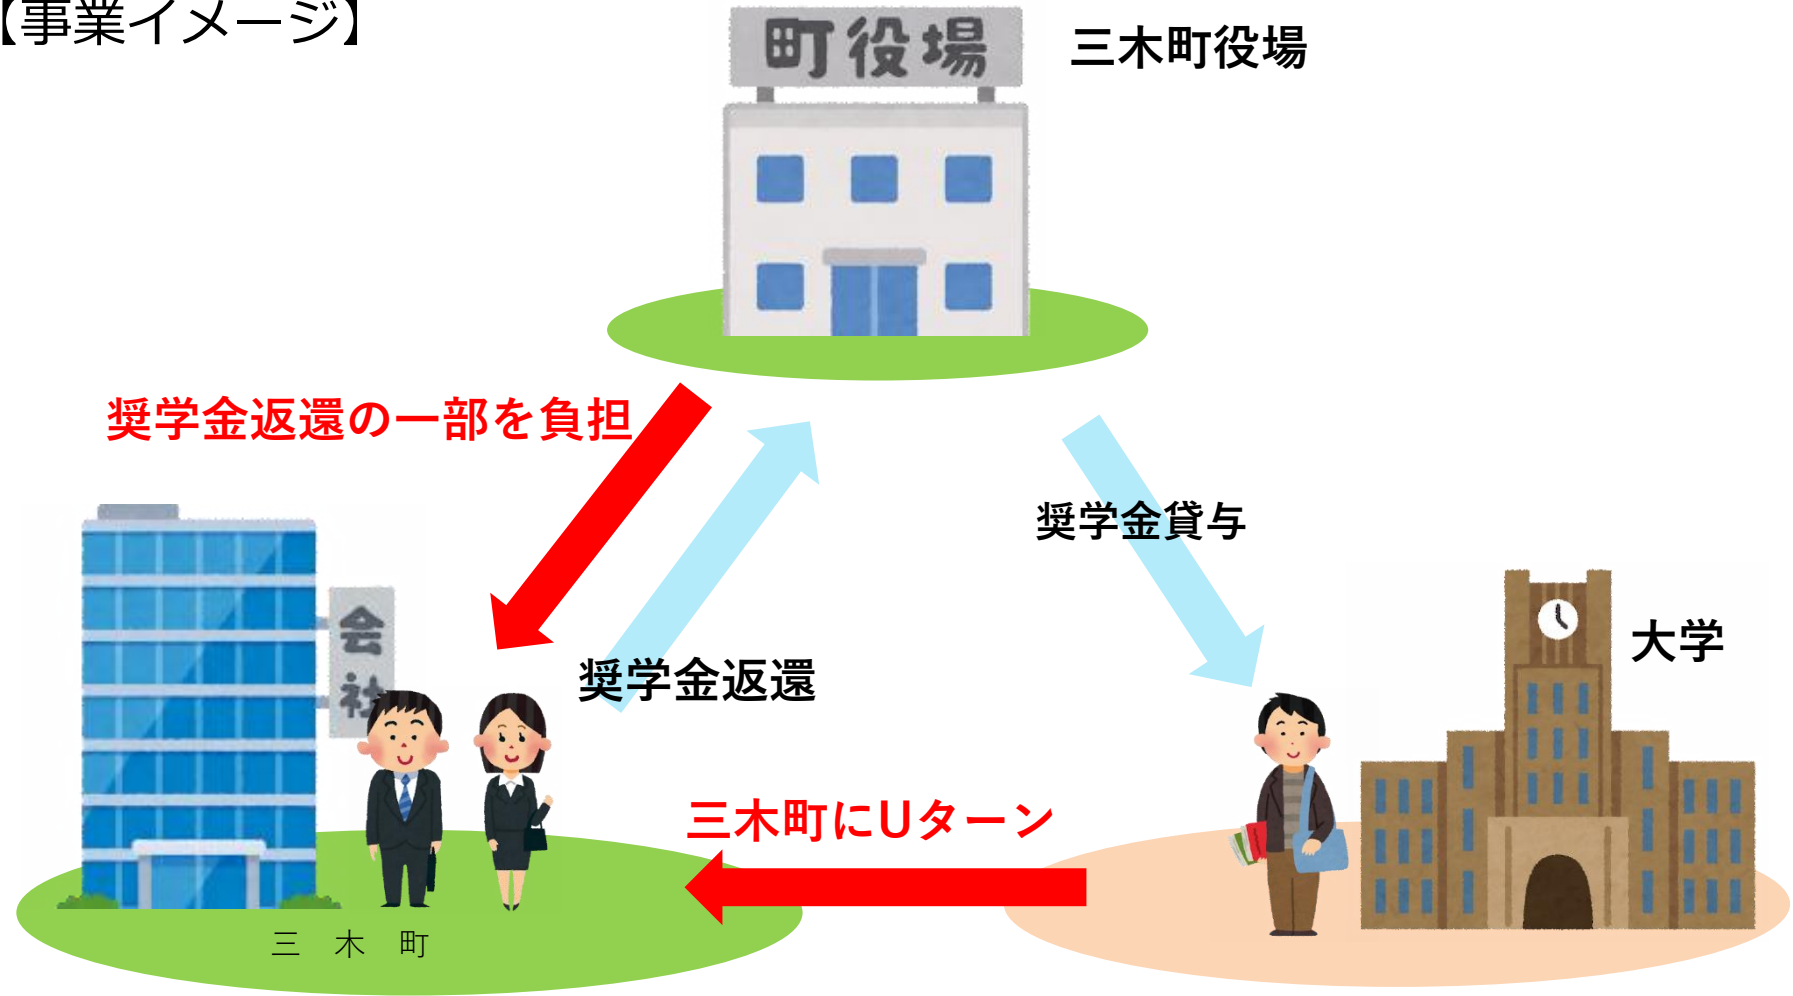 【事業イメージ】
町役場
三木町役場
奨学金返還の一部を負担
奨学金貸与
会社
大学
奨学金返還
三木町にUターン
三 木 町